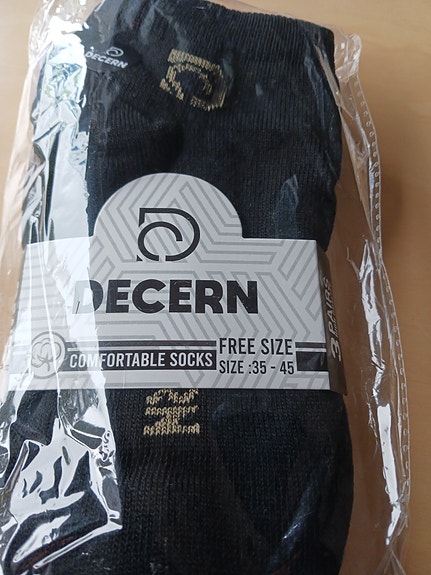 DECERN
DECERN
COMFORTABLE SOCKS
FREE SIZE
SIZE :35 - 45
3 PAIRS